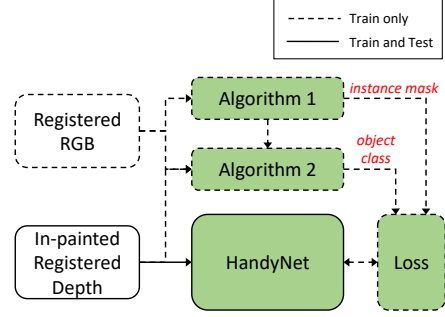 Train only
Train and Test
Registered
RGB
Algorithm 1
instance mask
Algorithm 2
object
class
In-painted
Registered
Depth
HandyNet
Loss